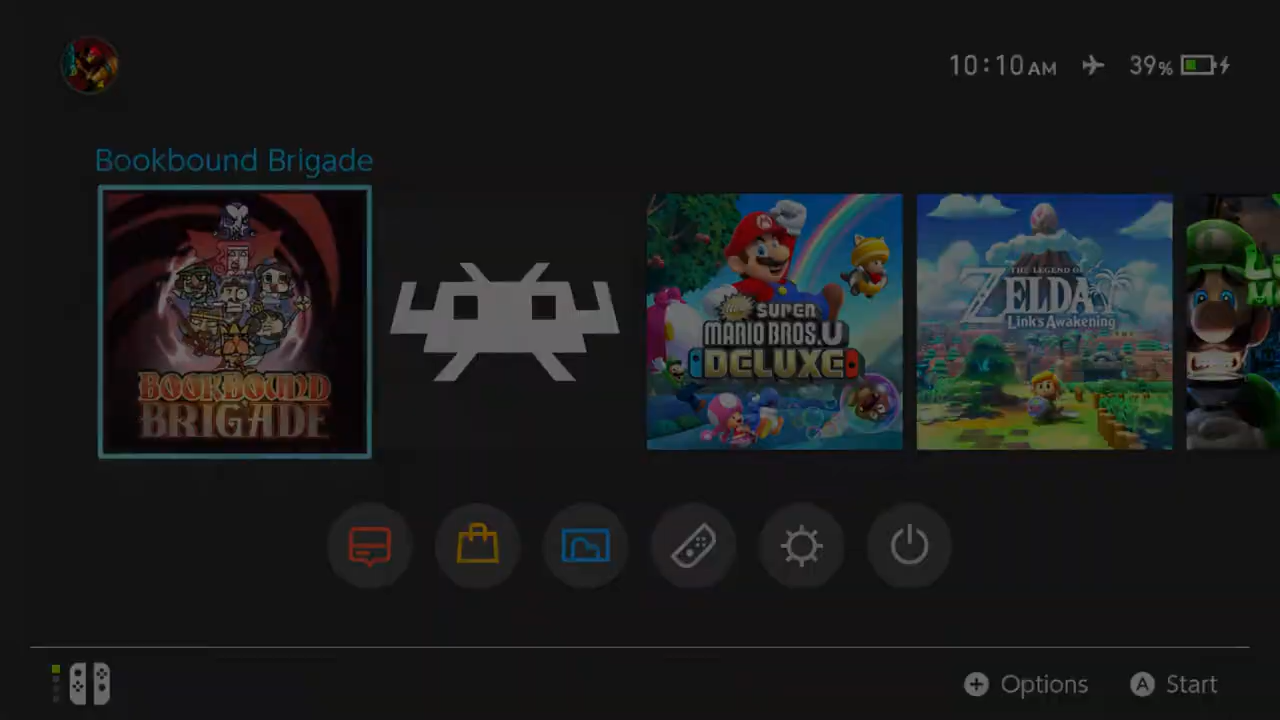 10:10 AM 39%
Bookbound Brigade
BOOKBOUND
BRIGADE
New
SUPER
MARIO BROS. U
DELUXE
THE LEGEND OF
ZELDA
Link's Awakening
Options
Start